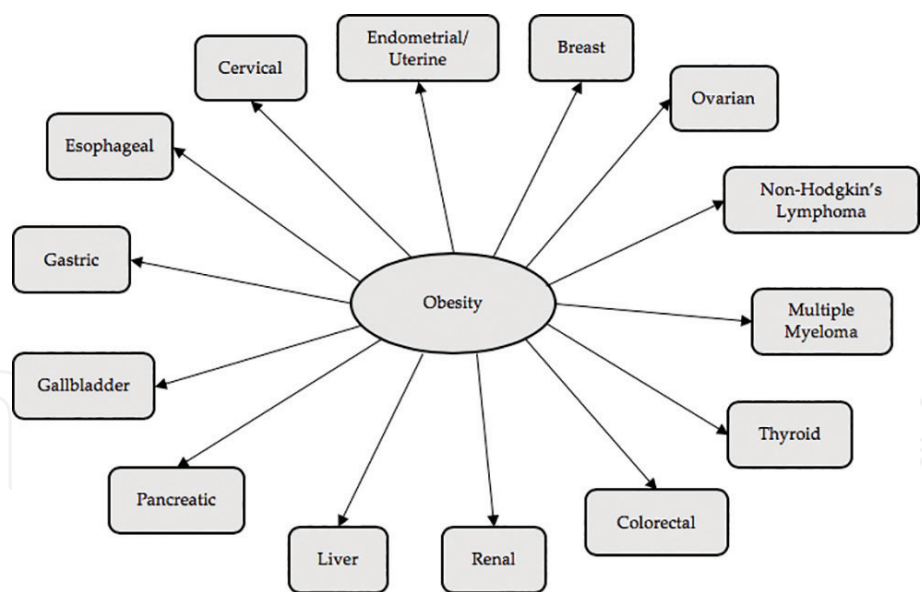 Endometrial/
Uterine
Breast
Cervical
Ovarian
Esophageal
Non-Hodgkin's
Lymphoma
Gastric
Obesity
Multiple
Myeloma
Gallbladder
Thyroid
Pancreatic
Colorectal
Liver
Renal